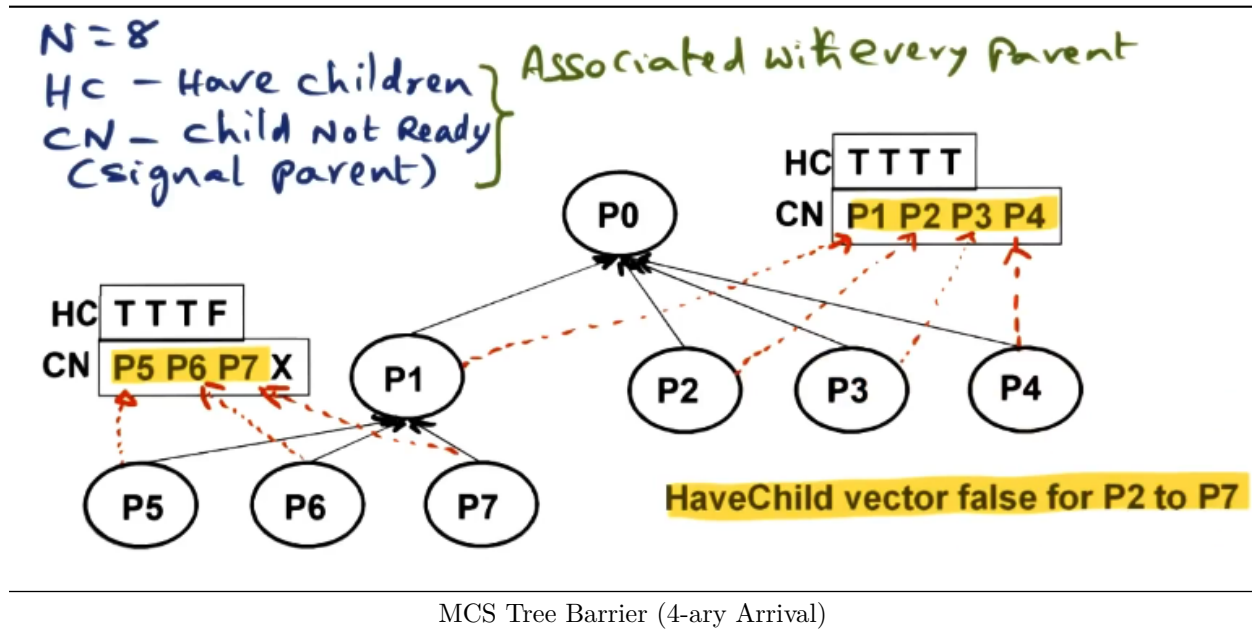 N=8
HC - Have children
CN - Child Not Ready
(signal parent)
Associated with every parent
HC T T T T
CN P1 P2 P3 P4
P0
HC T T T F
CN P5 P6 P7 X
P1
P2
P3
P4
P5
P6
P7
HaveChild vector false for P2 to P7
MCS Tree Barrier (4-ary Arrival)